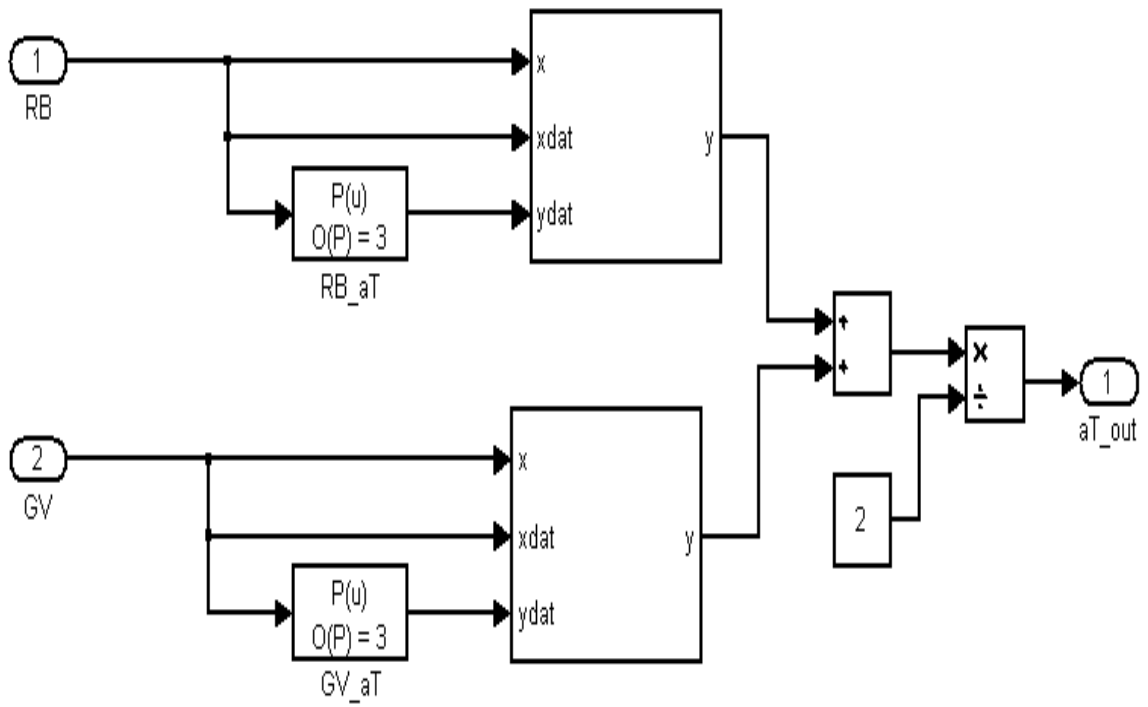 1
RB
x
xdat
ydat
y
P(u)
O(P) = 3
RB_aT
+
+
×
÷
1
aT_out
2
2
GV
x
xdat
ydat
y
P(u)
O(P) = 3
GV_aT